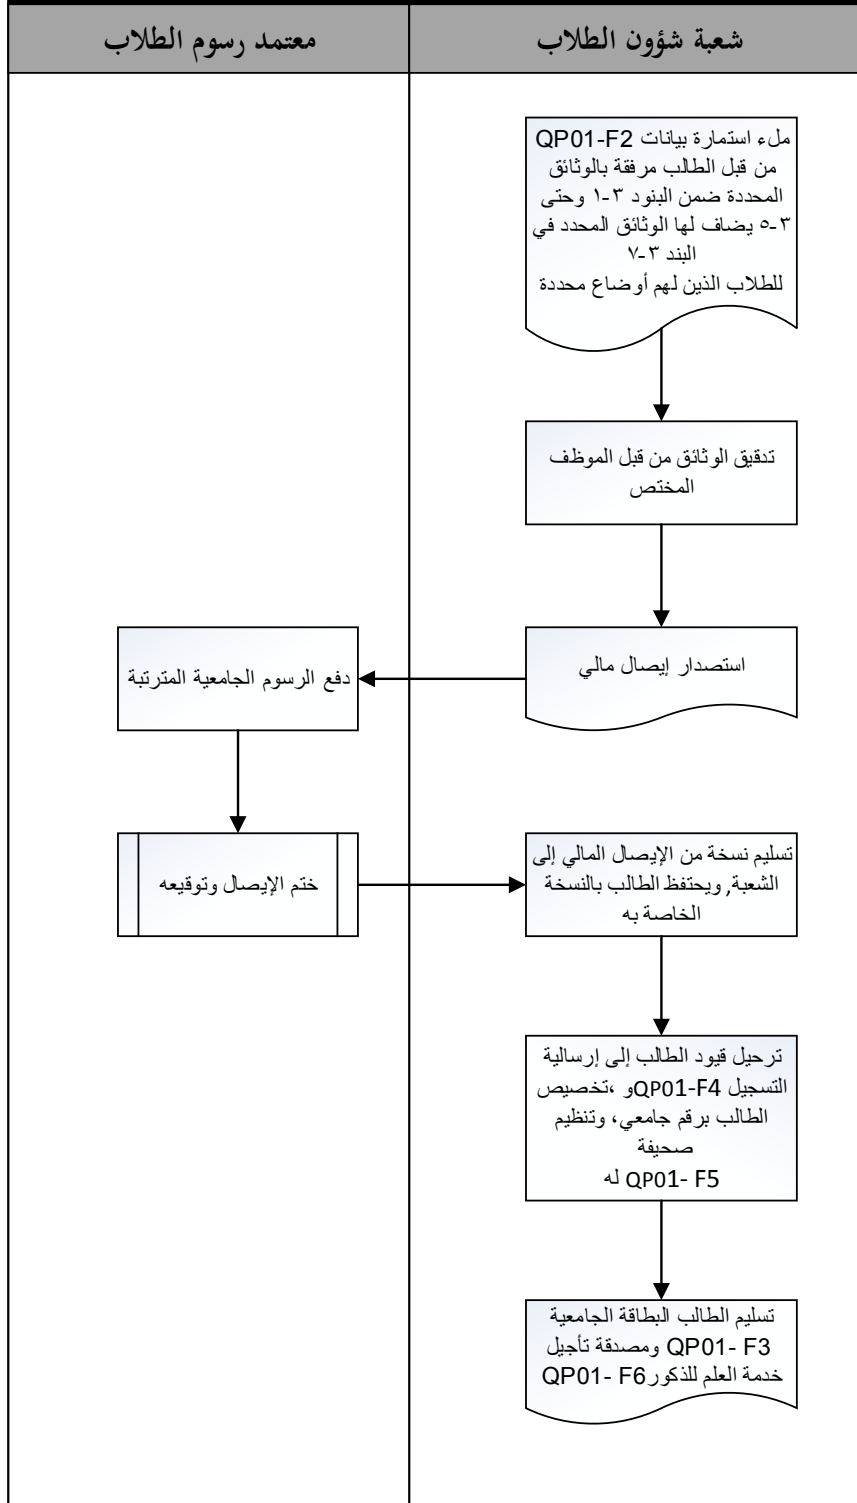 شعبة شؤون الطلاب
معتمد رسوم الطلاب
ملء استمارة بيانات QP01-F2
من قبل الطالب مرفقة بالوثائق
المحددة ضمن البنود ٣-١ وحتى
٣-٥ يضاف لها الوثائق المحدد في
البند ٣-٧
للطلاب الذين لهم أوضاع محددة
تدقيق الوثائق من قبل الموظف
المختص
استصدار إيصال مالي
دفع الرسوم الجامعية المترتبة
ختم الإيصال وتوقيعه
تسليم نسخة من الإيصال المالي إلى
الشعبة, ويحتفظ الطالب بالنسخة
الخاصة به
ترحيل قيود الطالب إلى إرسالية
التسجيل QP01-F4و ،تخصيص
الطالب برقم جامعي، وتنظيم
صحيفة
QP01- F5 له
تسليم الطالب البطاقة الجامعية
QP01- F3 ومصدقة تأجيل
خدمة العلم للذكور QP01- F6